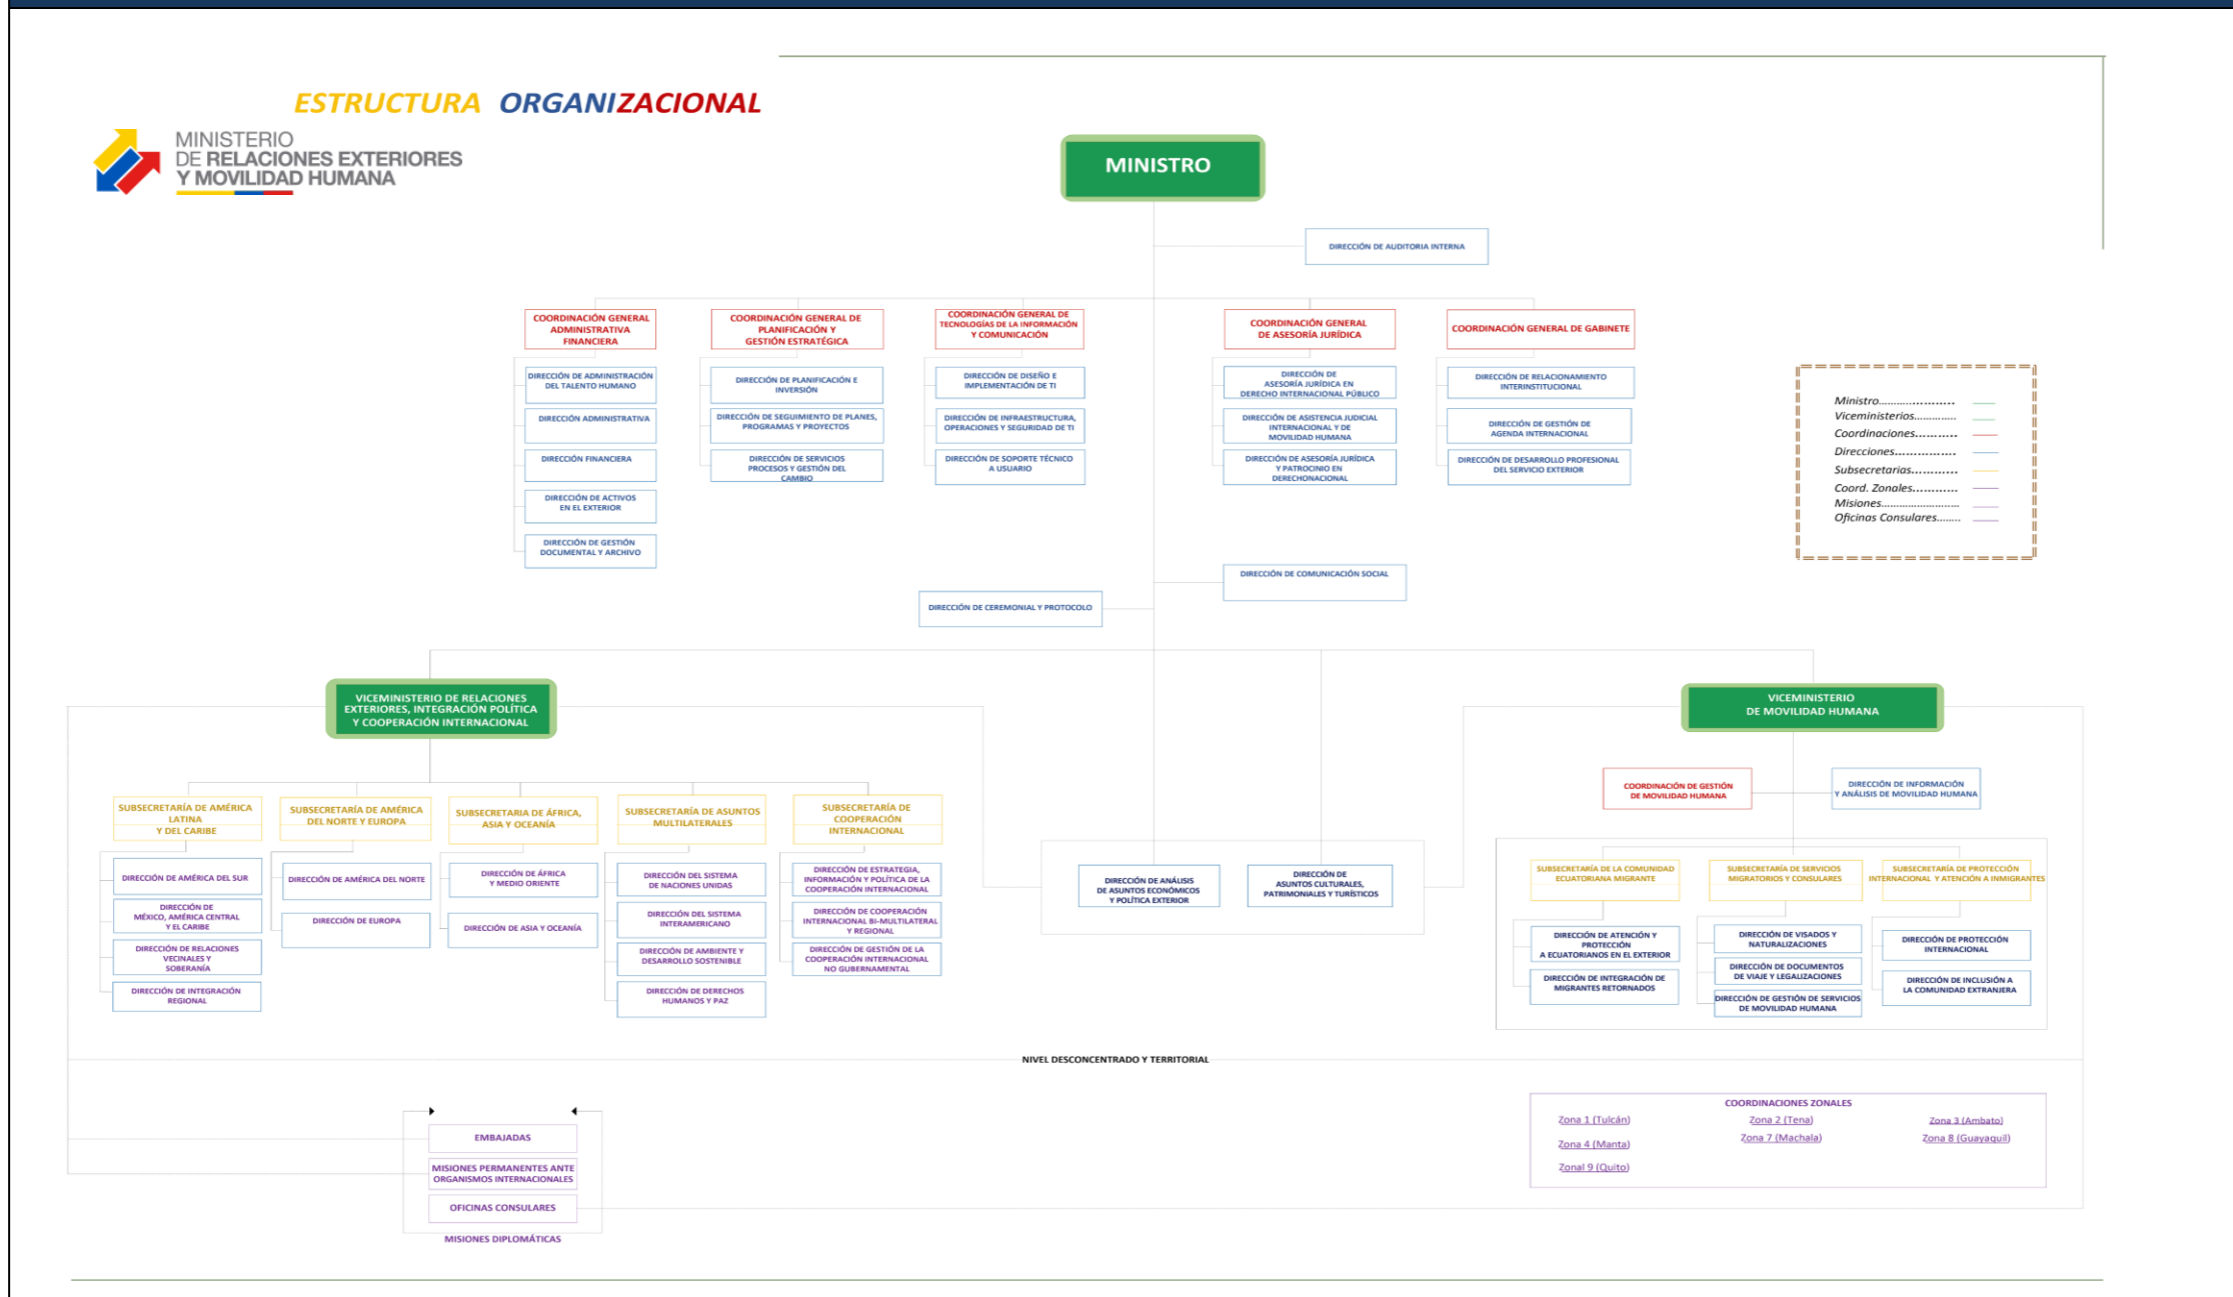 ESTRUCTURA ORGANIZACIONAL
MINISTERIO
DE RELACIONES EXTERIORES
Y MOVILIDAD HUMANA
MINISTRO
DIRECCIÓN DE AUDITORIA INTERNA
COORDINACIÓN GENERAL
ADMINISTRATIVA
FINANCIERA
DIRECCIÓN DE ADMINISTRACIÓN
DEL TALENTO HUMANO
DIRECCIÓN ADMINISTRATIVA
DIRECCIÓN FINANCIERA
DIRECCIÓN DE ACTIVOS
EN EL EXTERIOR
DIRECCIÓN DE GESTIÓN
DOCUMENTAL Y ARCHIVO
COORDINACIÓN GENERAL DE
PLANIFICACIÓN Y
GESTIÓN ESTRATÉGICA
DIRECCIÓN DE PLANIFICACIÓN E
INVERSIÓN
DIRECCIÓN DE SEGUIMIENTO DE PLANES,
PROGRAMAS Y PROYECTOS
DIRECCIÓN DE SERVICIOS
PROCESOS Y GESTIÓN DEL
CAMBIO
COORDINACIÓN GENERAL DE
TECNOLOGÍAS DE LA INFORMACIÓN
Y COMUNICACIÓN
DIRECCIÓN DE DISEÑO E
IMPLEMENTACIÓN DE TI
DIRECCIÓN DE INFRAESTRUCTURA,
OPERACIONES Y SEGURIDAD DE TI
DIRECCIÓN DE SOPORTE TÉCNICO
A USUARIO
COORDINACIÓN GENERAL
DE ASESORÍA JURÍDICA
DIRECCIÓN DE
ASESORÍA JURÍDICA EN
DERECHO INTERNACIONAL PÚBLICO
DIRECCIÓN DE ASISTENCIA JUDICIAL
INTERNACIONAL Y DE
MOVILIDAD HUMANA
DIRECCIÓN DE ASESORÍA JURÍDICA
Y PATROCINIO EN
DERECHONACIONAL
COORDINACIÓN GENERAL DE GABINETE
DIRECCIÓN DE RELACIONAMIENTO
INTERINSTITUCIONAL
DIRECCIÓN DE GESTIÓN DE
AGENDA INTERNACIONAL
DIRECCIÓN DE DESARROLLO PROFESIONAL
DEL SERVICIO EXTERIOR
Ministro......................
Viceministerios.............
Coordinaciones...........
Direcciones.................
Subsecretarias............
Coord. Zonales............
Misiones........................
Oficinas Consulares........
DIRECCIÓN DE COMUNICACIÓN SOCIAL
DIRECCIÓN DE CEREMONIAL Y PROTOCOLO
VICEMINISTERIO DE RELACIONES
EXTERIORES, INTEGRACIÓN POLÍTICA
Y COOPERACIÓN INTERNACIONAL
SUBSECRETARÍA DE AMÉRICA
LATINA
Y DEL CARIBE
DIRECCIÓN DE AMÉRICA DEL SUR
DIRECCIÓN DE
MÉXICO, AMÉRICA CENTRAL
Y EL CARIBE
DIRECCIÓN DE RELACIONES
VECINALES Y
SOBERANÍA
DIRECCIÓN DE INTEGRACIÓN
REGIONAL
SUBSECRETARÍA DE AMÉRICA
DEL NORTE Y EUROPA
DIRECCIÓN DE AMÉRICA DEL NORTE
DIRECCIÓN DE EUROPA
SUBSECRETARIA DE ÁFRICA,
ASIA Y OCEANÍA
DIRECCIÓN DE ÁFRICA
Y MEDIO ORIENTE
DIRECCIÓN DE ASIA Y OCEANÍA
SUBSECRETARÍA DE ASUNTOS
MULTILATERALES
DIRECCIÓN DEL SISTEMA
DE NACIONES UNIDAS
DIRECCIÓN DEL SISTEMA
INTERAMERICANO
DIRECCIÓN DE AMBIENTE Y
DESARROLLO SOSTENIBLE
DIRECCIÓN DE DERECHOS
HUMANOS Y PAZ
SUBSECRETARÍA DE
COOPERACIÓN
INTERNACIONAL
DIRECCIÓN DE ESTRATEGIA,
INFORMACIÓN Y POLÍTICA DE LA
COOPERACIÓN INTERNACIONAL
DIRECCIÓN DE COOPERACIÓN
INTERNACIONAL BI-MULTILATERAL
Y REGIONAL
DIRECCIÓN DE GESTIÓN DE LA
COOPERACIÓN INTERNACIONAL
NO GUBERNAMENTAL
DIRECCIÓN DE ANÁLISIS
DE ASUNTOS ECONÓMICOS
Y POLÍTICA EXTERIOR
DIRECCIÓN DE
ASUNTOS CULTURALES,
PATRIMONIALES Y TURÍSTICOS
VICEMINISTERIO
DE MOVILIDAD HUMANA
COORDINACIÓN DE GESTIÓN
DE MOVILIDAD HUMANA
DIRECCIÓN DE INFORMACIÓN
Y ANÁLISIS DE MOVILIDAD HUMANA
SUBSECRETARÍA DE LA COMUNIDAD
ECUATORIANA MIGRANTE
DIRECCIÓN DE ATENCIÓN Y
PROTECCIÓN
A ECUATORIANOS EN EL EXTERIOR
DIRECCIÓN DE INTEGRACIÓN DE
MIGRANTES RETORNADOS
SUBSECRETARÍA DE SERVICIOS
MIGRATORIOS Y CONSULARES
DIRECCIÓN DE VISADOS Y
NATURALIZACIONES
DIRECCIÓN DE DOCUMENTOS
DE VIAJE Y LEGALIZACIONES
DIRECCIÓN DE GESTIÓN DE SERVICIOS
DE MOVILIDAD HUMANA
SUBSECRETARÍA DE PROTECCIÓN
INTERNACIONAL Y ATENCIÓN A INMIGRANTES
DIRECCIÓN DE PROTECCIÓN
INTERNACIONAL
DIRECCIÓN DE INCLUSIÓN A
LA COMUNIDAD EXTRANJERA
NIVEL DESCONCENTRADO Y TERRITORIAL
EMBAJADAS
MISIONES PERMANENTES ANTE
ORGANISMOS INTERNACIONALES
OFICINAS CONSULARES
MISIONES DIPLOMÁTICAS
COORDINACIONES ZONALES
Zona 1 (Tulcán)
Zona 2 (Tena)
Zona 3 (Ambato)
Zona 4 (Manta)
Zona 7 (Machala)
Zona 8 (Guayaquil)
Zonal 9 (Quito)